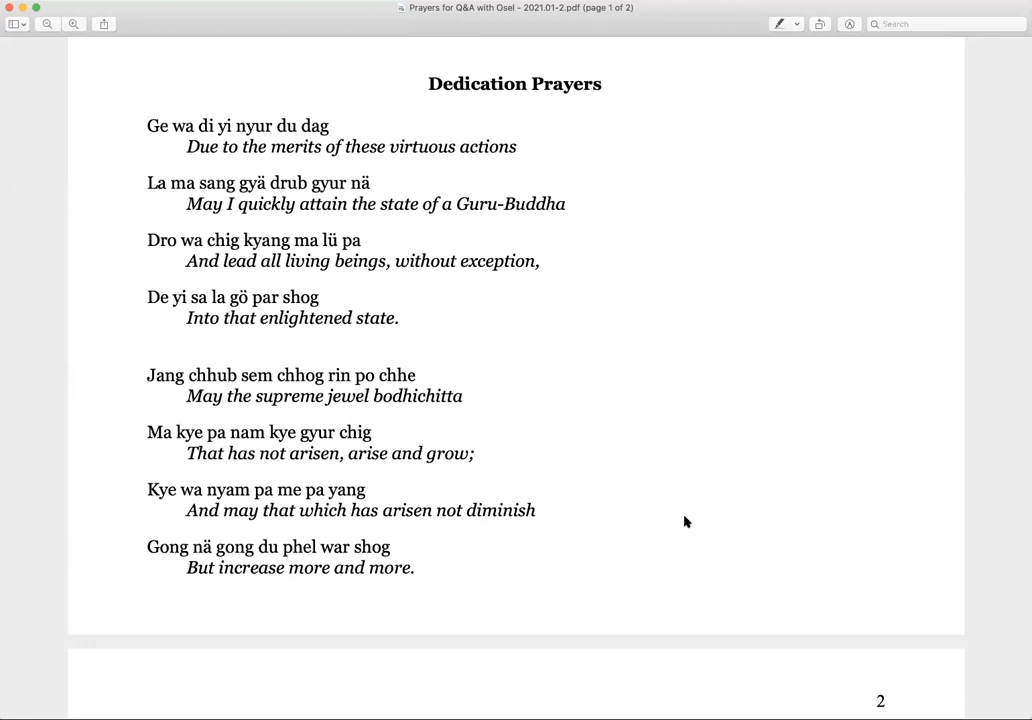 Prayers for Q&A with Osel - 2021.01-2.pdf (page 1 of 2)
Search
Dedication Prayers
Ge wa di yi nyur du dag
Due to the merits of these virtuous actions
La ma sang gyä drub gyur nä
May I quickly attain the state of a Guru-Buddha
Dro wa chig kyang ma lü pa
And lead all living beings, without exception,
De yi sa la gö par shog
Into that enlightened state.
Jang chhub sem chhog rin po chhe
May the supreme jewel bodhichitta
Ma kye pa nam kye gyur chig
That has not arisen, arise and grow;
Kye wa nyam pa me pa yang
And may that which has arisen not diminish
Gong nä gong du phel war shog
But increase more and more.
2